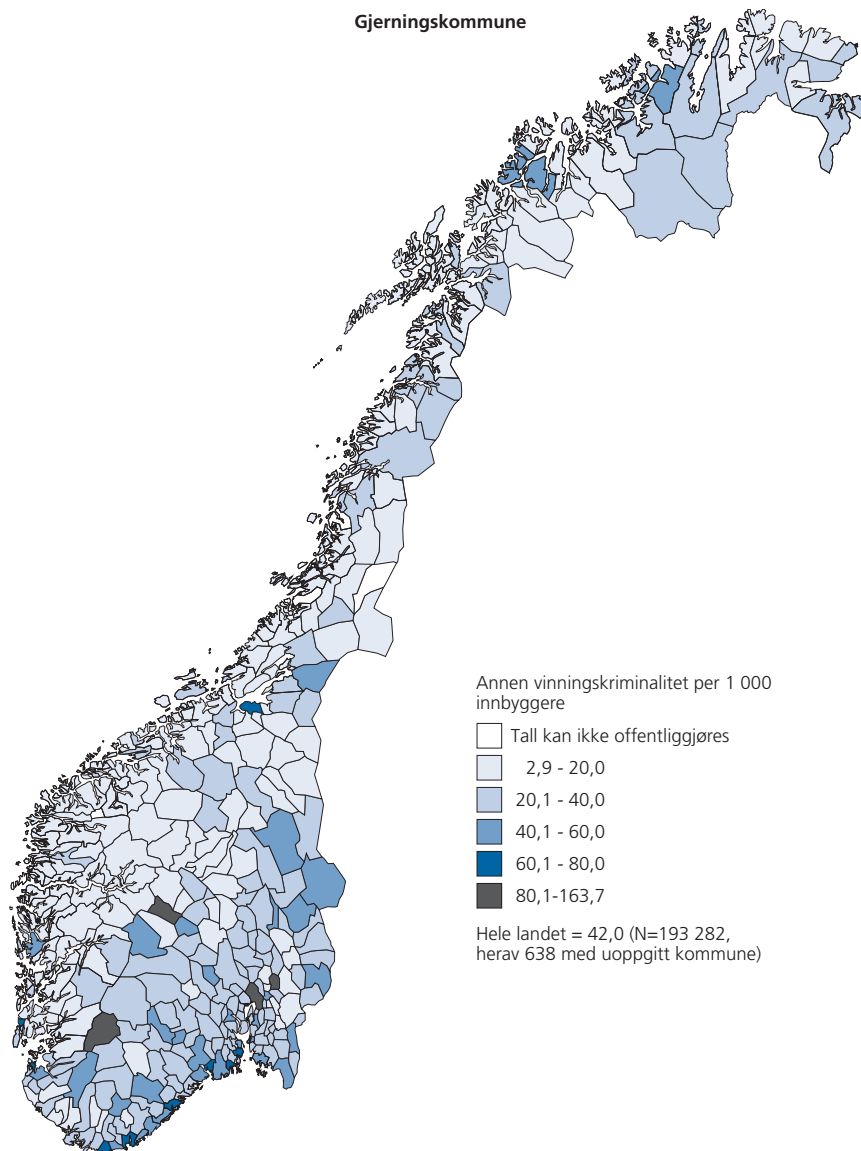 Gjerningskommune
Annen vinningskriminalitet per 1 000
innbyggere
Tall kan ikke offentliggjøres
2,9 - 20,0
20,1 - 40,0
40,1 - 60,0
60,1 - 80,0
80,1-163,7
Hele landet = 42,0 (N=193 282,
herav 638 med uoppgitt kommune)